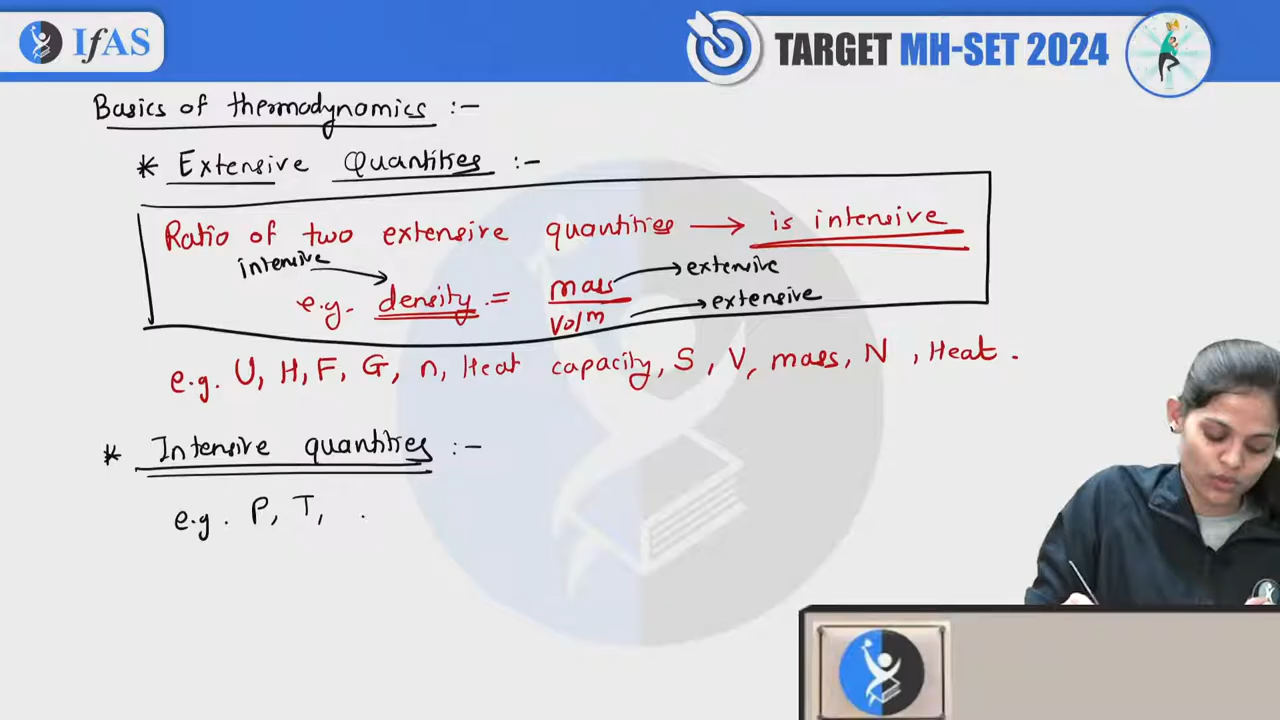 IfAS
TARGET MH-SET 2024
Basics of thermodynamics :-
* Extensive Quantities :-
Ratio of two extensive quantities → is intensive
intensive
e.g. density = mass → extensive
Volm → extensive
e.g. U, H, F, G, n, Heat capacity, S, V, mass, N, Heat.
* Intensive quantities :-
e.g. P, T, .